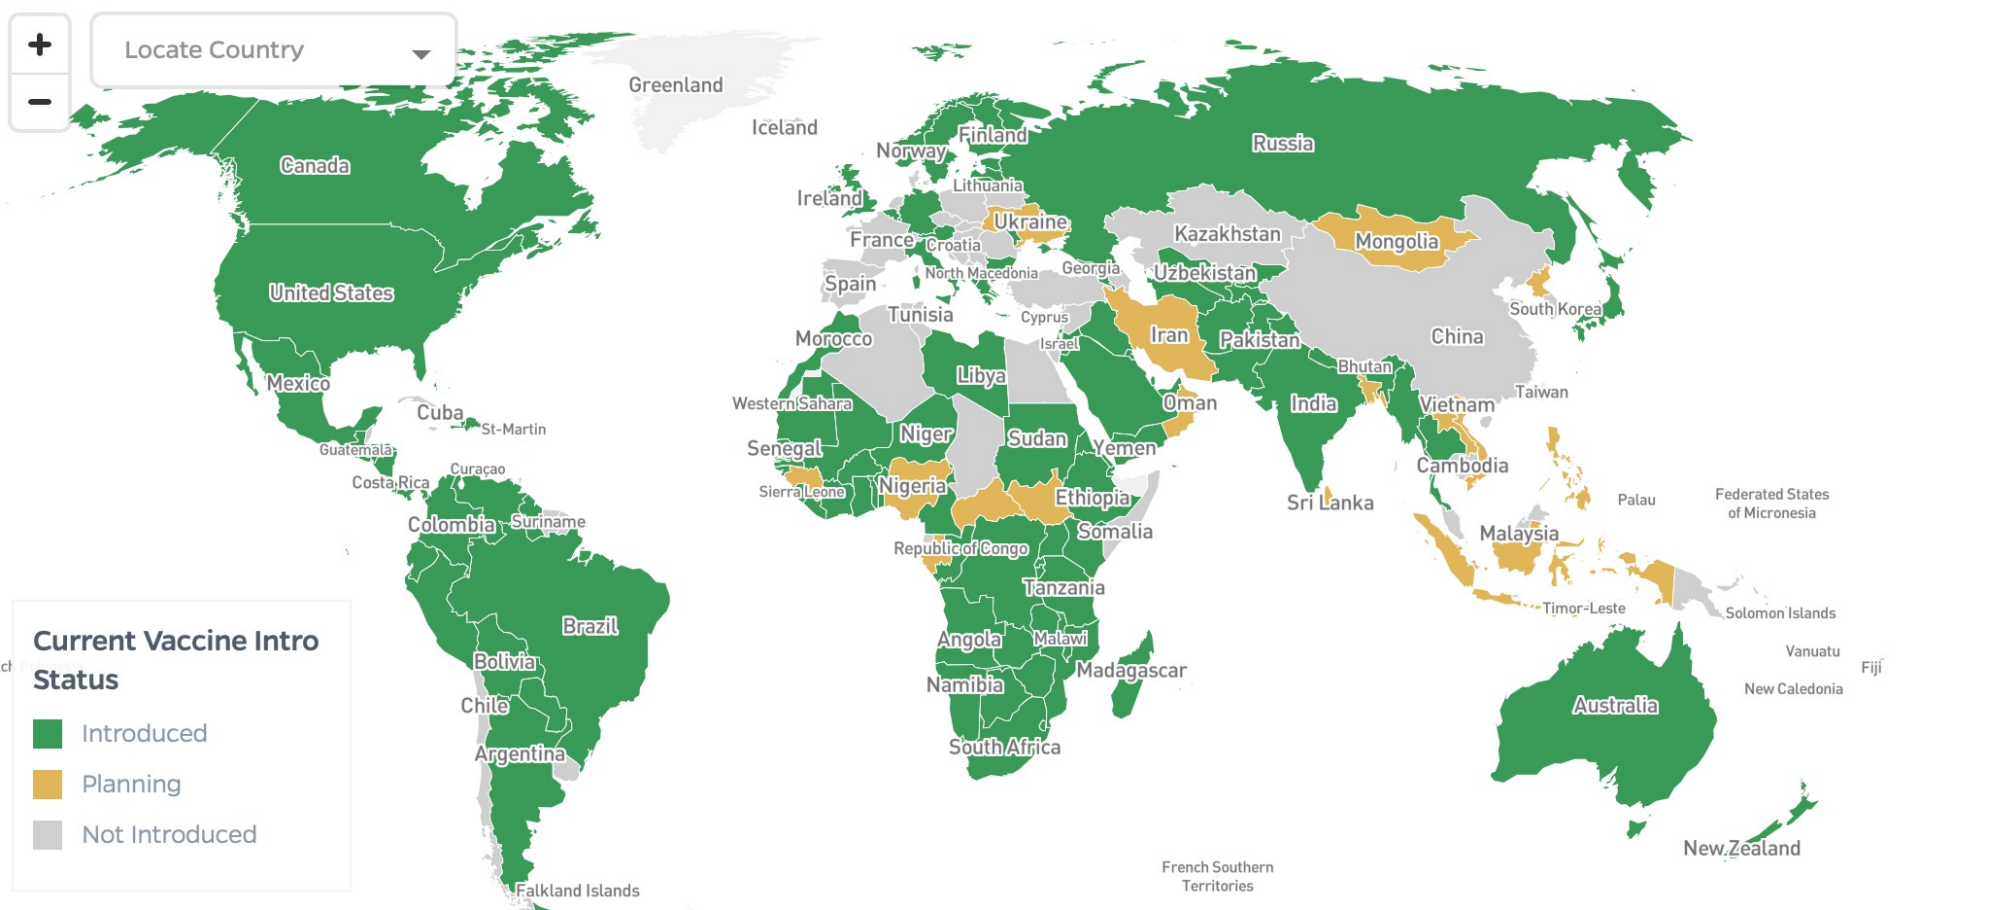 +
Locate Country
−
Greenland
Iceland
Canada
Finland
Norway
Russia
Lithuania
Ireland
Ukraine
France
Croatia
Kazakhstan
Mongolia
North Macedonia
Georgia
Uzbekistan
Spain
United States
Tunisia
Cyprus
South Korea
Morocco
Israel
Iran
Pakistan
China
Bhutan
Mexico
Libya
Western Sahara
Oman
India
Vietnam
Taiwan
Cuba
St-Martin
Niger
Sudan
Yemen
Guatemala
Senegal
Curaçao
Cambodia
Costa Rica
Sierra Leone
Nigeria
Ethiopia
Sri Lanka
Palau
Federated States
of Micronesia
Colombia
Suriname
Somalia
Malaysia
Republic of Congo
Tanzania
Timor-Leste
Solomon Islands
Brazil
Angola
Malawi
Vanuatu
Fiji
Bolivia
Madagascar
Namibia
New Caledonia
Chile
Australia
South Africa
Argentina
New Zealand
French Southern
Territories
Falkland Islands
ch Polynesia
Current Vaccine Intro
Status
Introduced
Planning
Not Introduced